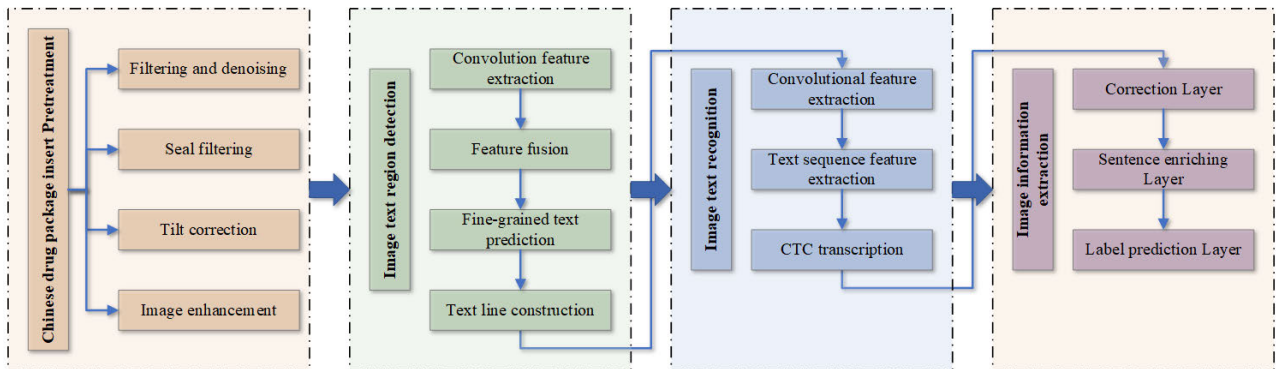 Chinese drug package insert Pretreatment
Filtering and denoising
Seal filtering
Tilt correction
Image enhancement
Image text region detection
Convolution feature
extraction
Feature fusion
Fine-grained text
prediction
Text line construction
Image text recognition
Convolutional feature
extraction
Text sequence feature
extraction
CTC transcription
Image information
extraction
Correction Layer
Sentence enriching
Layer
Label prediction Layer